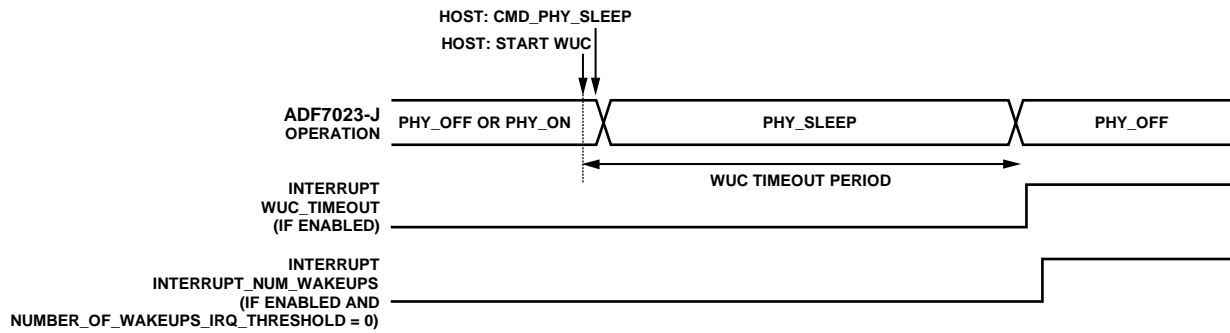 HOST: CMD_PHY_SLEEP
HOST: START WUC
ADF7023-J
OPERATION
PHY_OFF OR PHY_ON
PHY_SLEEP
PHY_OFF
WUC TIMEOUT PERIOD
INTERRUPT
WUC_TIMEOUT
(IF ENABLED)
INTERRUPT
INTERRUPT_NUM_WAKEUPS
(IF ENABLED AND
NUMBER_OF_WAKEUPS_IRQ_THRESHOLD = 0)